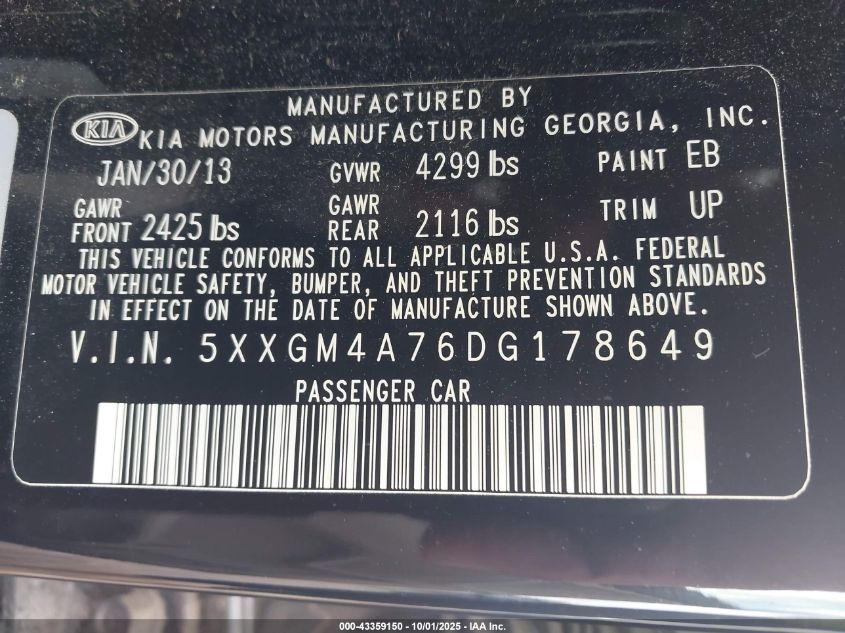 MANUFACTURED BY
KIA KIA MOTORS MANUFACTURING GEORGIA, INC.
JAN/30/13 GVWR 4299 lbs PAINT EB
GAWR FRONT 2425 lbs GAWR REAR 2116 lbs TRIM UP
THIS VEHICLE CONFORMS TO ALL APPLICABLE U.S.A. FEDERAL
MOTOR VEHICLE SAFETY, BUMPER, AND THEFT PREVENTION STANDARDS
IN EFFECT ON THE DATE OF MANUFACTURE SHOWN ABOVE.
V.I.N. 5XXGM4A76DG178649
PASSENGER CAR
000-43359150 - 10/01/2025 - IAA Inc.